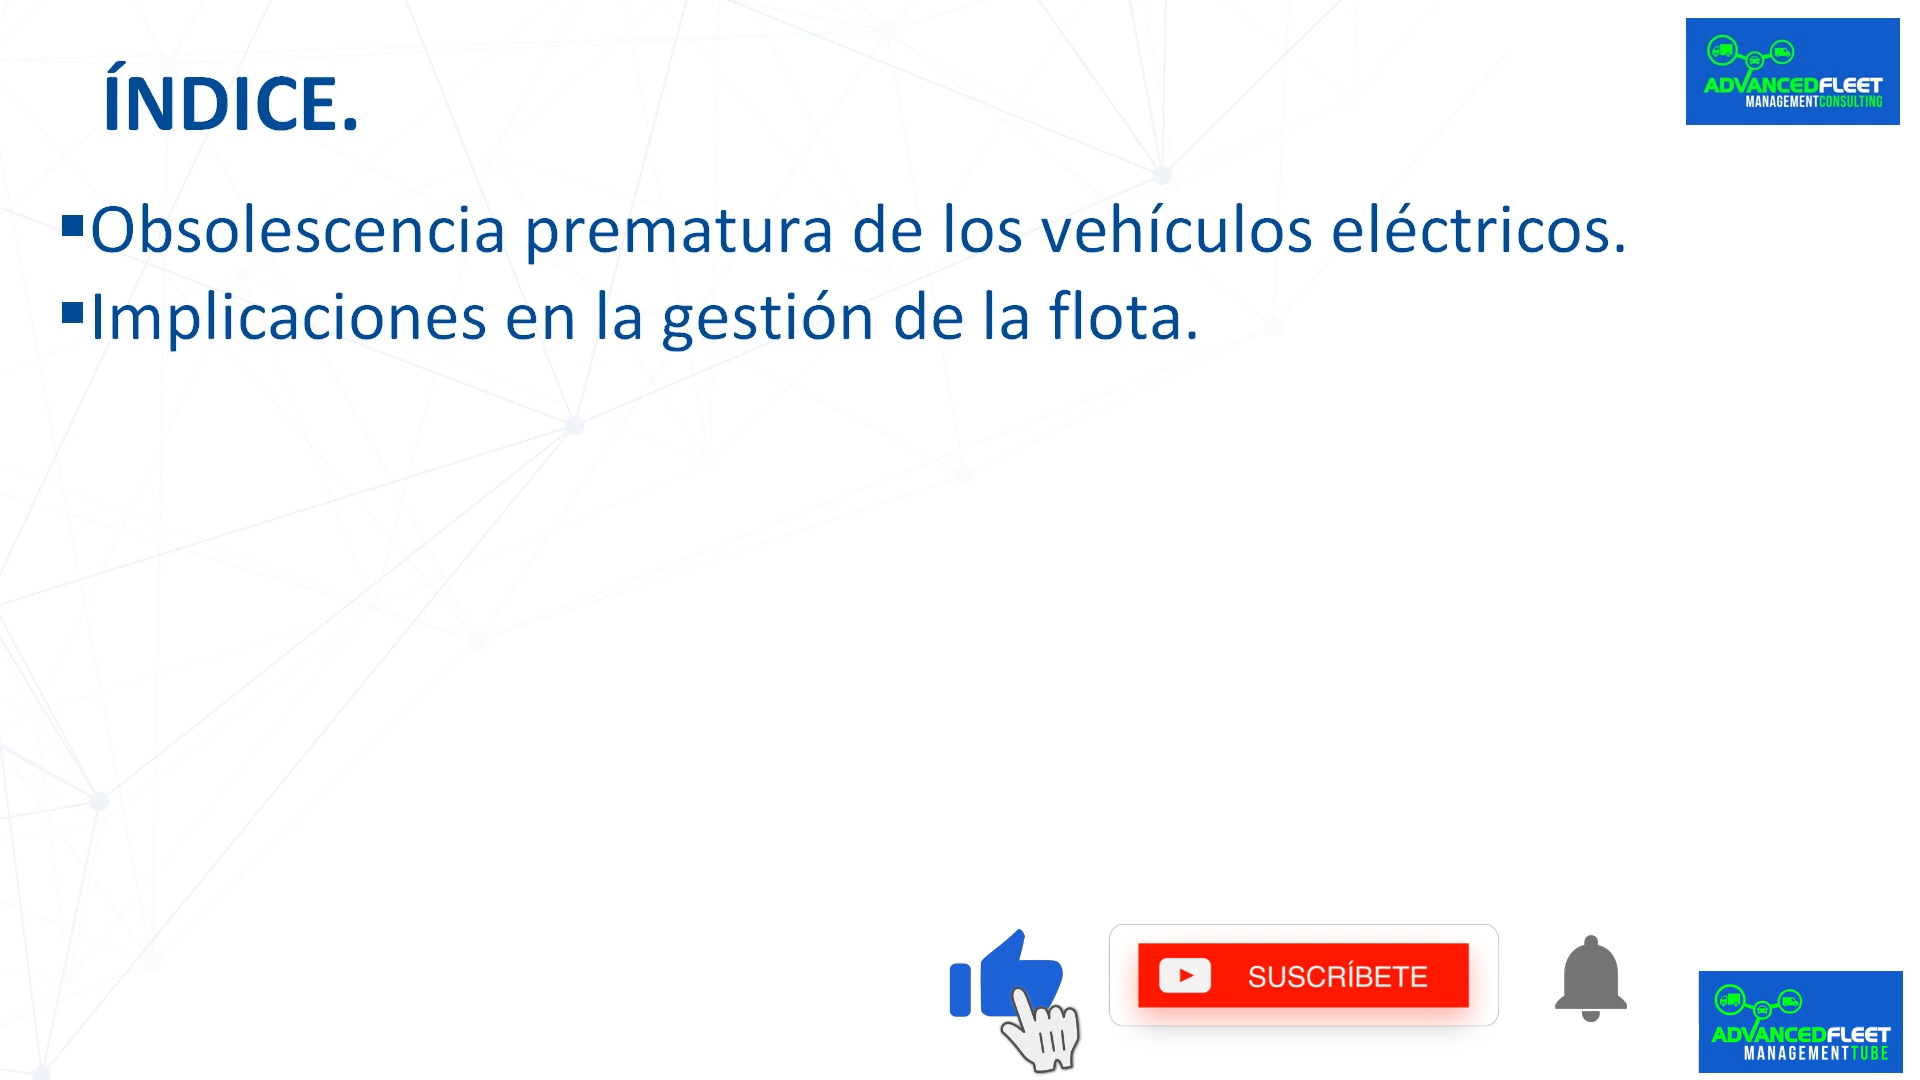 ÍNDICE.
ADVANCEDFLEET
MANAGEMENTCONSULTING
▪Obsolescencia prematura de los vehículos eléctricos.
▪Implicaciones en la gestión de la flota.
SUSCRÍBETE
ADVANCEDFLEET
MANAGEMENTTUBE